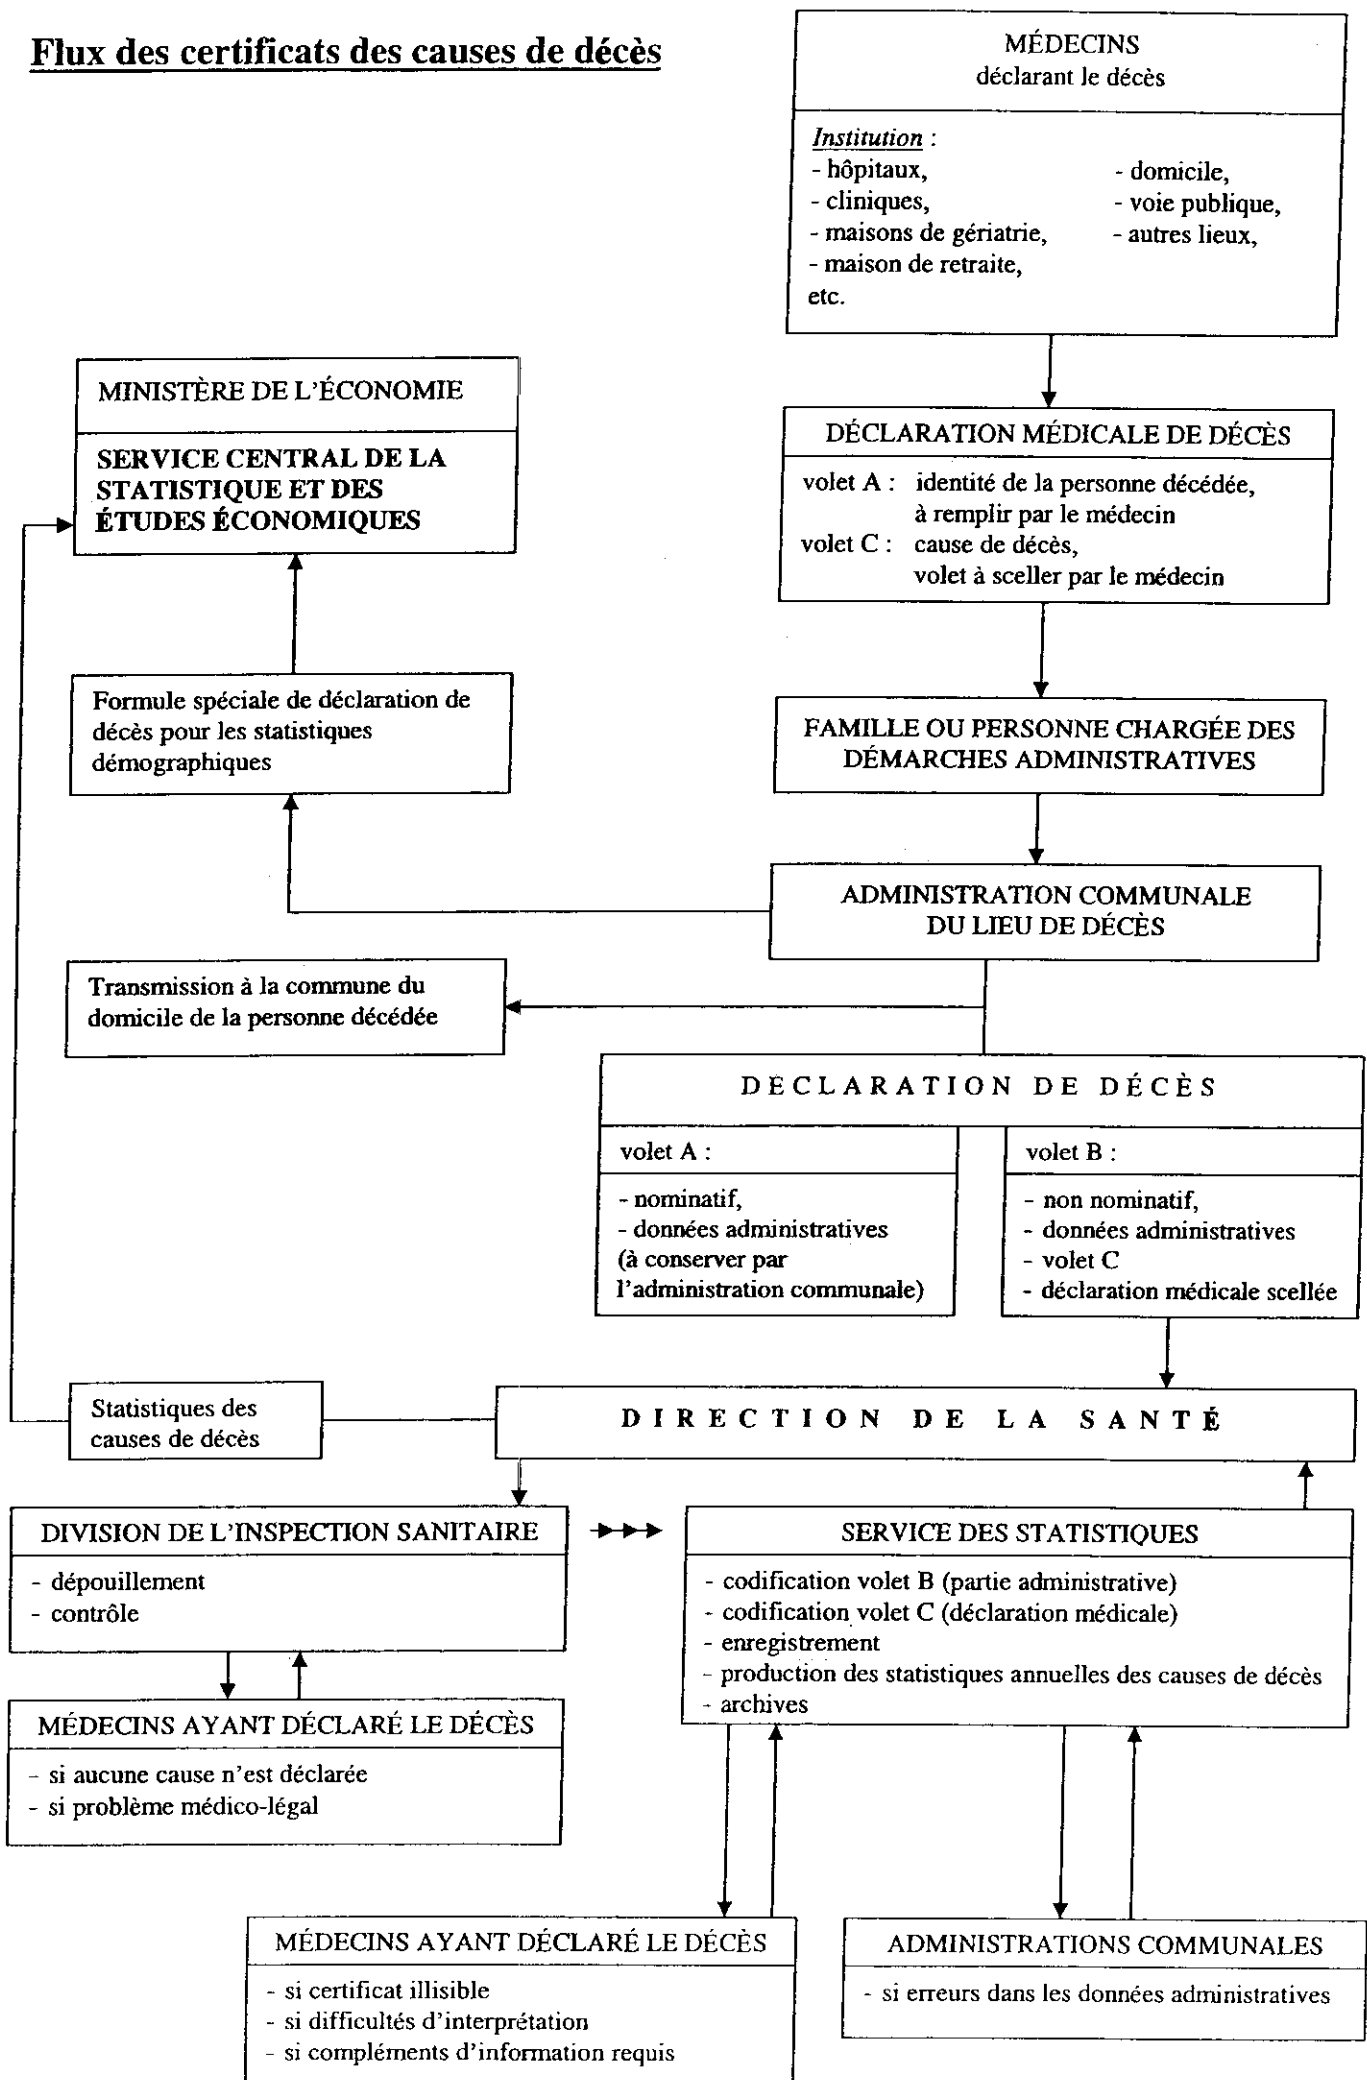 Flux des certificats des causes de décès
MÉDECINS
déclarant le décès
Institution :
- hôpitaux,
- cliniques,
- maisons de gériatrie,
- maison de retraite,
etc.
- domicile,
- voie publique,
- autres lieux,
MINISTÈRE DE L'ÉCONOMIE
SERVICE CENTRAL DE LA
STATISTIQUE ET DES
ÉTUDES ÉCONOMIQUES
DÉCLARATION MÉDICALE DE DÉCÈS
volet A : identité de la personne décédée,
à remplir par le médecin
volet C : cause de décès,
volet à sceller par le médecin
Formule spéciale de déclaration de
décès pour les statistiques
démographiques
FAMILLE OU PERSONNE CHARGÉE DES
DÉMARCHES ADMINISTRATIVES
ADMINISTRATION COMMUNALE
DU LIEU DE DÉCÈS
Transmission à la commune du
domicile de la personne décédée
DÉCLARATION DE DÉCÈS
volet A :
- nominatif,
- données administratives
(à conserver par
l'administration communale)
volet B :
- non nominatif,
- données administratives
- volet C
- déclaration médicale scellée
Statistiques des
causes de décès
DIRECTION DE LA SANTÉ
DIVISION DE L'INSPECTION SANITAIRE
- dépouillement
- contrôle
SERVICE DES STATISTIQUES
- codification volet B (partie administrative)
- codification volet C (déclaration médicale)
- enregistrement
- production des statistiques annuelles des causes de décès
- archives
MÉDECINS AYANT DÉCLARÉ LE DÉCÈS
- si aucune cause n'est déclarée
- si problème médico-légal
MÉDECINS AYANT DÉCLARÉ LE DÉCÈS
- si certificat illisible
- si difficultés d'interprétation
- si compléments d'information requis
ADMINISTRATIONS COMMUNALES
- si erreurs dans les données administratives